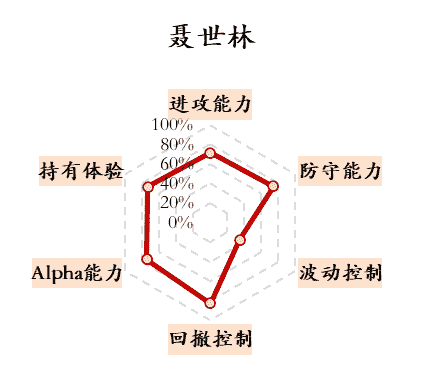 聂世林
进攻能力
100%
80%
60%
40%
20%
0%
持有体验
防守能力
Alpha能力
波动控制
回撤控制